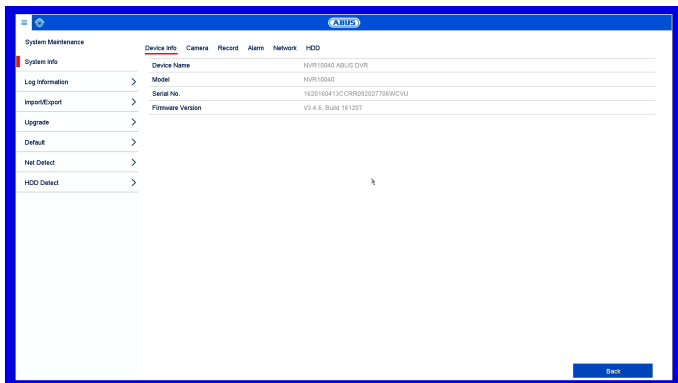 ABUS
System Maintenance
Device Info Camera Record Alarm Network HDD
System Info
Log Information
Import/Export
Upgrade
Default
Net Detect
HDD Detect
Device Name NVR10040 ABUS DVR
Model NVR10040
Serial No. 1620160413CCRR092027706WCVU
Firmware Version V3.4.6, Build 161207
Back